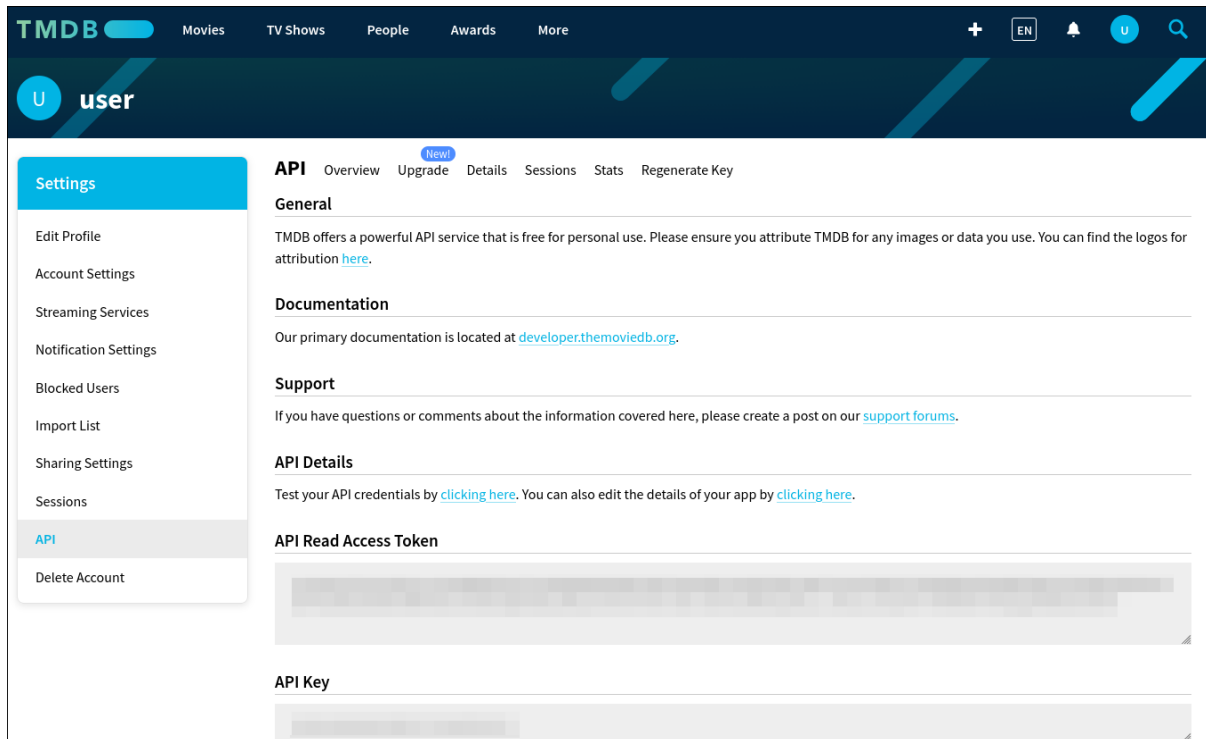 TMDB Movies TV Shows People Awards More EN U
U user
Settings
Edit Profile
Account Settings
Streaming Services
Notification Settings
Blocked Users
Import List
Sharing Settings
Sessions
API
Delete Account
New!
API Overview Upgrade Details Sessions Stats Regenerate Key
General
TMDB offers a powerful API service that is free for personal use. Please ensure you attribute TMDB for any images or data you use. You can find the logos for
attribution here.
Documentation
Our primary documentation is located at developer.themoviedb.org.
Support
If you have questions or comments about the information covered here, please create a post on our support forums.
API Details
Test your API credentials by clicking here. You can also edit the details of your app by clicking here.
API Read Access Token
API Key